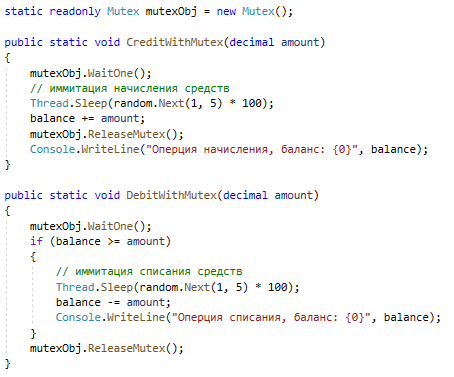 static readonly Mutex mutexObj = new Mutex();
public static void CreditWithMutex(decimal amount)
{
mutexObj.WaitOne();
// иммитация начисления средств
Thread.Sleep(random.Next(1, 5) * 100);
balance += amount;
mutexObj.ReleaseMutex();
Console.WriteLine("Оперция начисления, баланс: {0}", balance);
}
public static void DebitWithMutex(decimal amount)
{
mutexObj.WaitOne();
if (balance >= amount)
{
// иммитация списания средств
Thread.Sleep(random.Next(1, 5) * 100);
balance -= amount;
Console.WriteLine("Оперция списания, баланс: {0}", balance);
}
mutexObj.ReleaseMutex();
}